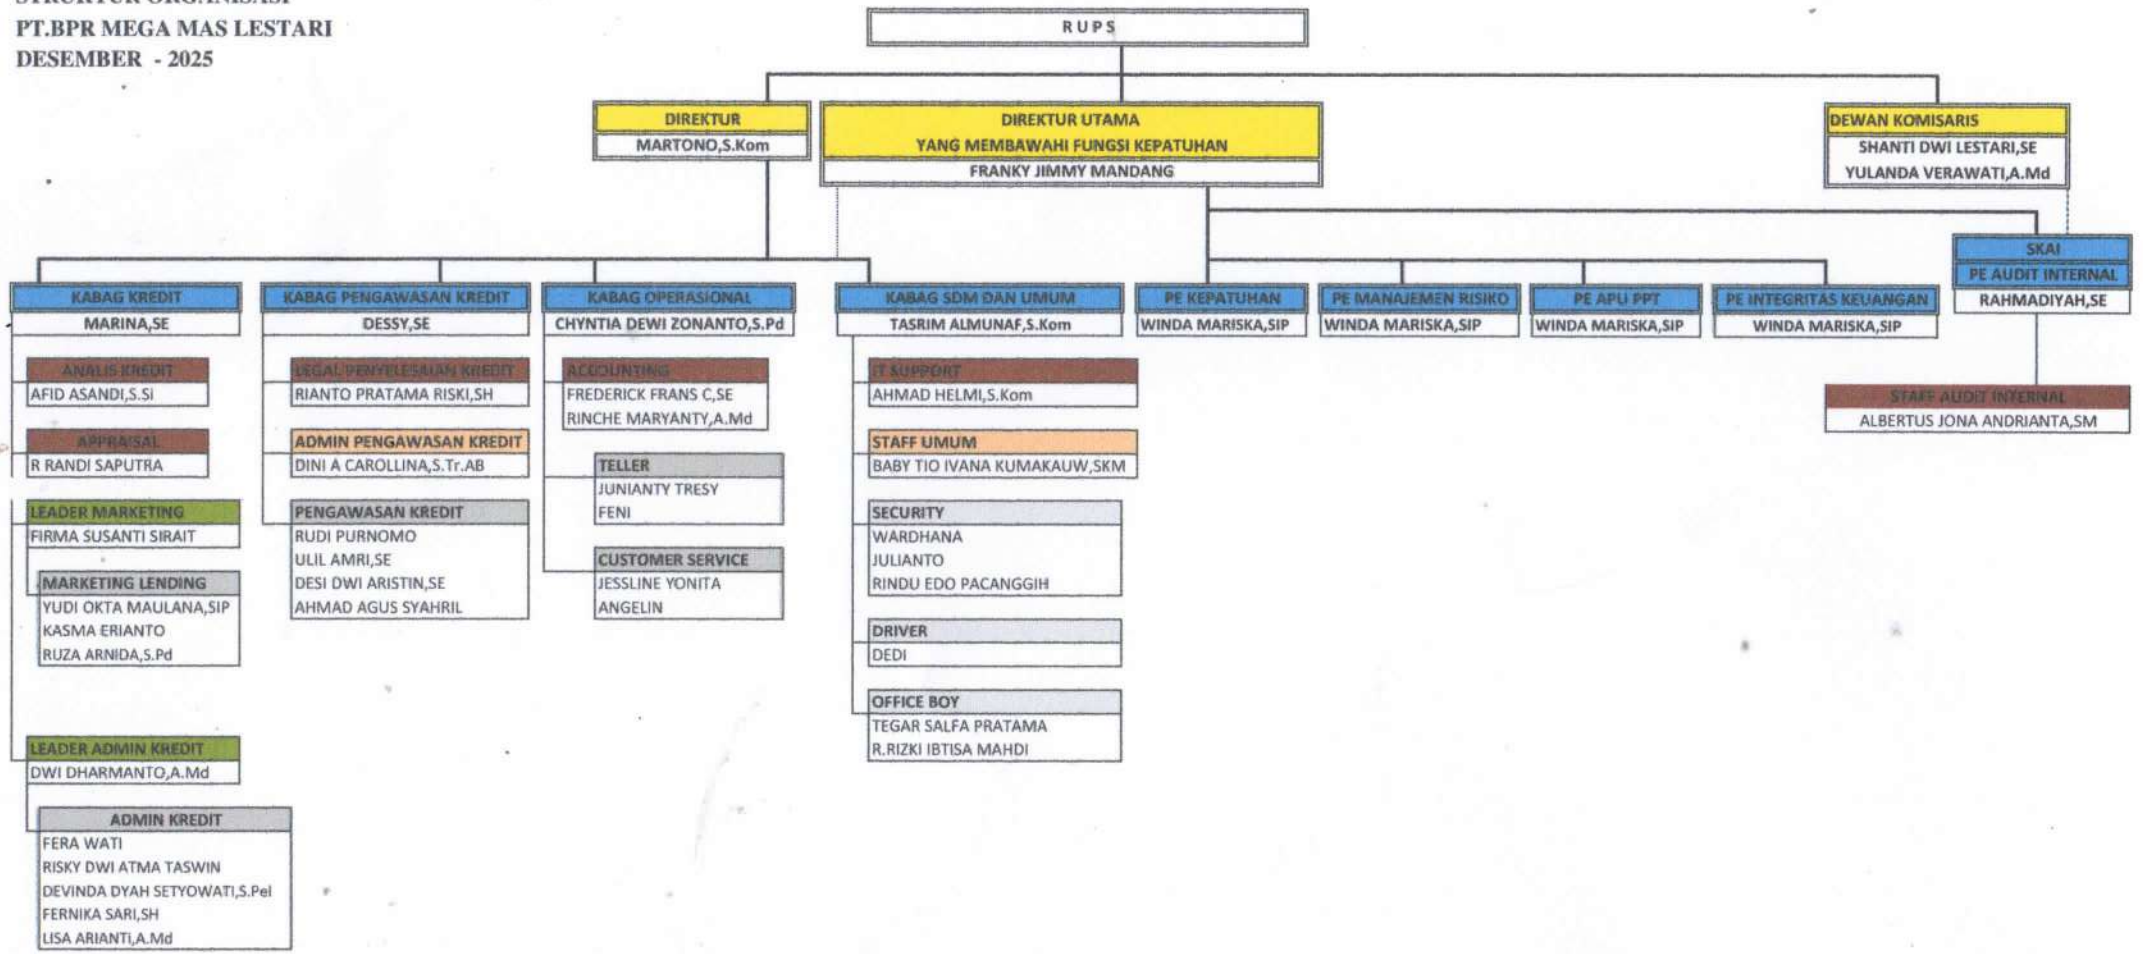 STRUKTUR ORGANISASI
PT.BPR MEGA MAS LESTARI
DESEMBER - 2025
RUPS
DIREKTUR
MARTONO,S.Kom
DIREKTUR UTAMA
YANG MEMBAWAHI FUNGSI KEPATUHAN
FRANKY JIMMY MANDANG
DEWAN KOMISARIS
SHANTI DWI LESTARI,SE
YULANDA VERAWATI,A.Md
SKAI
PE AUDIT INTERNAL
RAHMADIYAH,SE
STAFF AUDIT INTERNAL
ALBERTUS JONA ANDRIANTA,SM
KABAG KREDIT
MARINA,SE
ANALIS KREDIT
AFID ASANDI,S.Si
APPRAISAL
R RANDI SAPUTRA
LEADER MARKETING
FIRMA SUSANTI SIRAIT
MARKETING LENDING
YUDI OKTA MAULANA,SIP
KASMA ERIANTO
RUZA ARNIDA,S.Pd
LEADER ADMIN KREDIT
DWI DHARMANTO,A.Md
ADMIN KREDIT
FERA WATI
RISKY DWI ATMA TASWIN
DEVINDA DYAH SETYOWATI,S.Pel
FERNIKA SARI,SH
LISA ARIANTI,A.Md
KABAG PENGAWASAN KREDIT
DESSY,SE
LEGAL PENYELESAIAN KREDIT
RIANTO PRATAMA RISKI,SH
ADMIN PENGAWASAN KREDIT
DINI A CAROLLINA,S.Tr.AB
PENGAWASAN KREDIT
RUDI PURNOMO
ULIL AMRI,SE
DESI DWI ARISTIN,SE
AHMAD AGUS SYAHRIL
KABAG OPERASIONAL
CHYNTIA DEWI ZONANTO,S.Pd
ACCOUNTING
FREDERICK FRANS C,SE
RINCHE MARYANTY,A.Md
TELLER
JUNIANTY TRESY
FENI
CUSTOMER SERVICE
JESSLINE YONITA
ANGELIN
KABAG SDM DAN UMUM
TASRIM ALMUNAF,S.Kom
IT SUPPORT
AHMAD HELMI,S.Kom
STAFF UMUM
BABY TIO IVANA KUMAKAUW,SKM
SECURITY
WARDHANA
JULIANTO
RINDU EDO PACANGGIH
DRIVER
DEDI
OFFICE BOY
TEGAR SALFA PRATAMA
R.RIZKI IBTISA MAHDI
PE KEPATUHAN
WINDA MARISKA,SIP
PE MANAJEMEN RISIKO
WINDA MARISKA,SIP
PE APU PPT
WINDA MARISKA,SIP
PE INTEGRITAS KEUANGAN
WINDA MARISKA,SIP